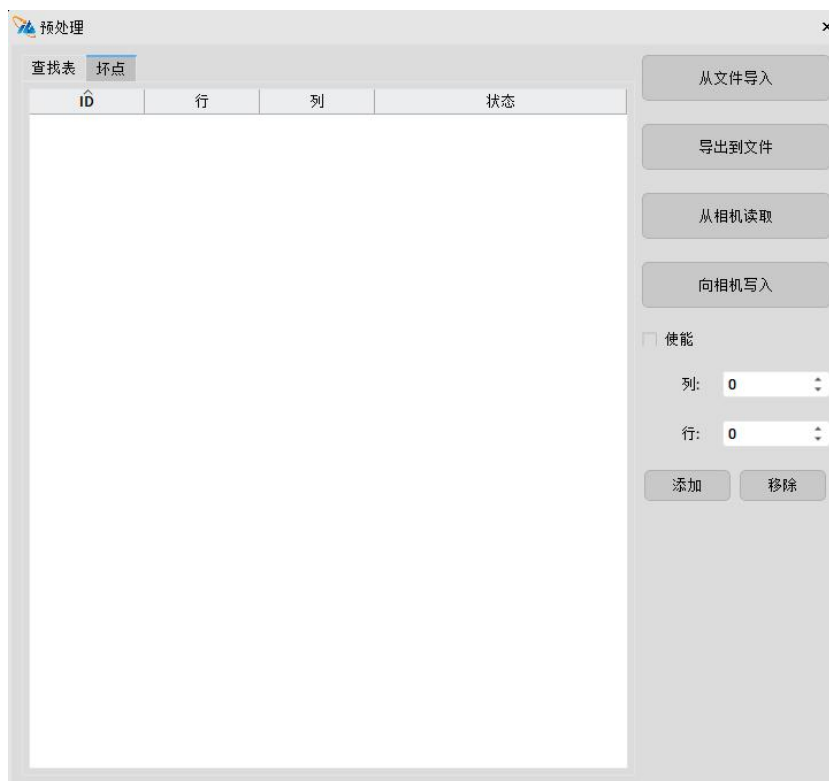 预处理
查找表 坏点
ID 行 列 状态
从文件导入
导出到文件
从相机读取
向相机写入
使能
列: 0
行: 0
添加 移除